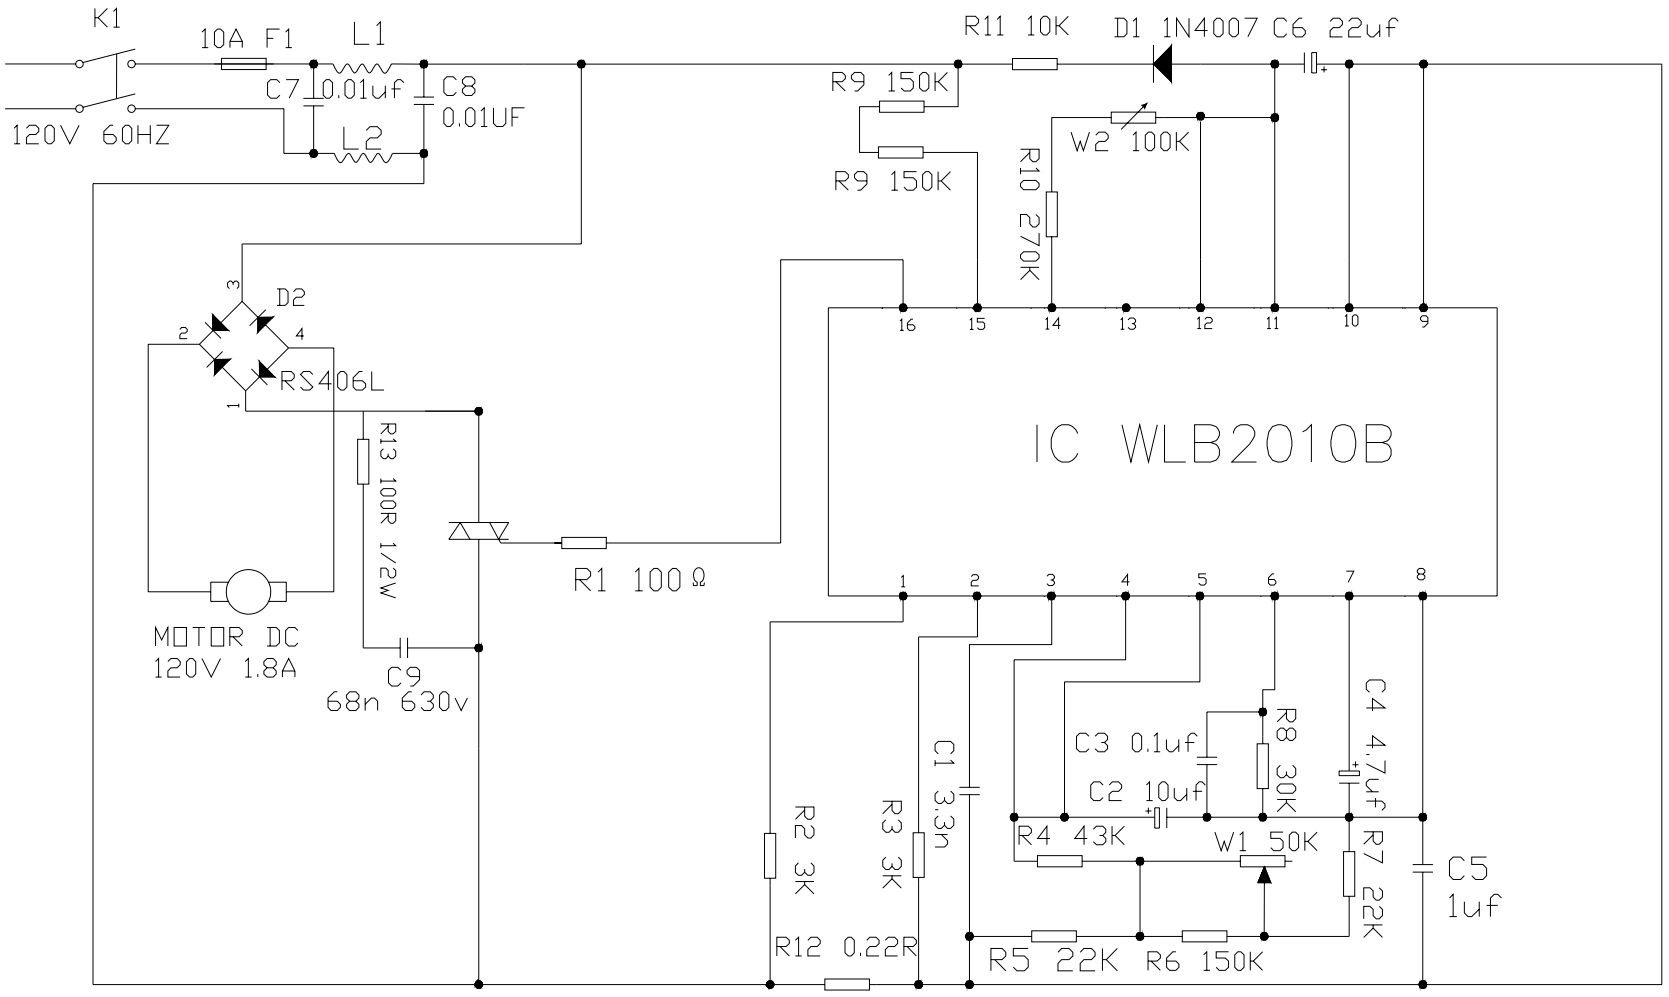 K1
10A F1
L1
C7 0.01uf
C8
0.01UF
120V 60HZ
L2
R11 10K
D1 1N4007
C6 22uf
+
R9 150K
R9 150K
W2 100K
R10 270K
3
D2
2
4
RS406L
1
16
15
14
13
12
11
10
9
IC WLB2010B
R13 100R 1/2W
R1 100Ω
MOTOR DC
120V 1.8A
C9
68n 630v
1
2
3
4
5
6
7
8
C1 3.3n
C3 0.1uf
C2 10uf
+
R8 30K
C4 4.7uf
+
R2 3K
R3 3K
R4 43K
W1 50K
R7 22K
C5
1uf
R12 0.22R
R5 22K
R6 150K